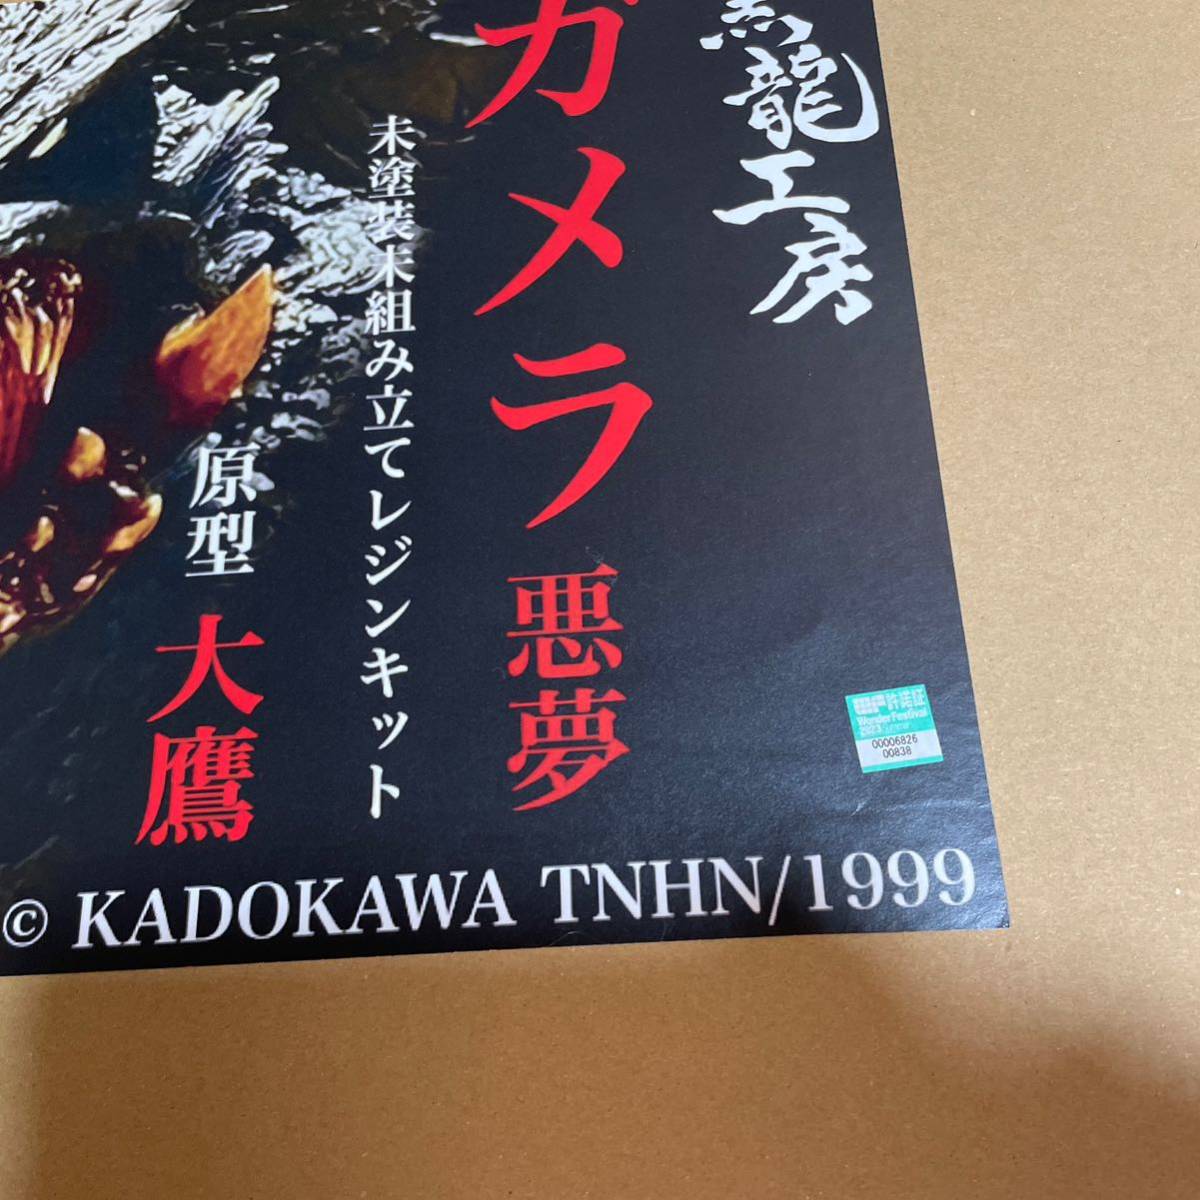 龍工房
ガメラ 悪夢
未塗装未組み立てレジンキット
原型 大鷹
許諾証
Wonder Festival
2023
00006826
00838
© KADOKAWA TNHN/1999